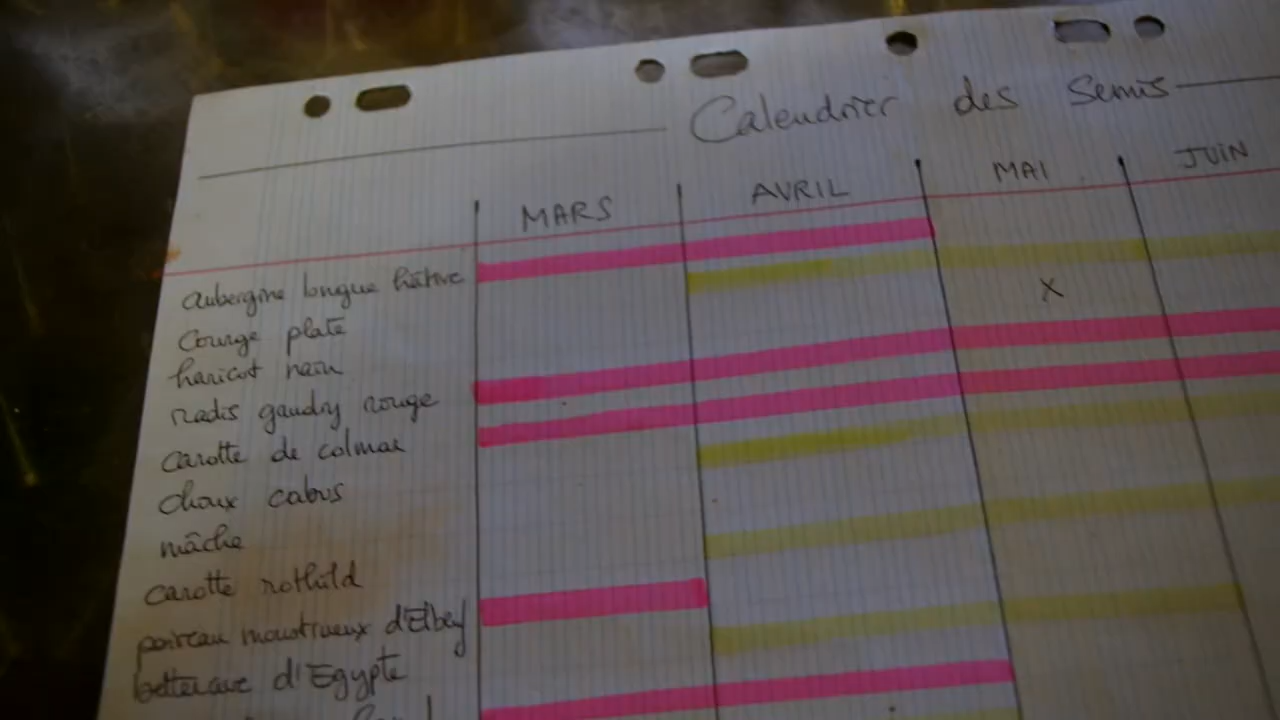 Calendrier des Semis
MARS AVRIL MAI JUIN
aubergine longue hâtive
Courge plate X
haricot nain
radis gaudry rouge
carotte de colmar
choux cabus
mâche
carotte rothild
poireau monstrueux d'Elbeuf
betterave d'Egypte